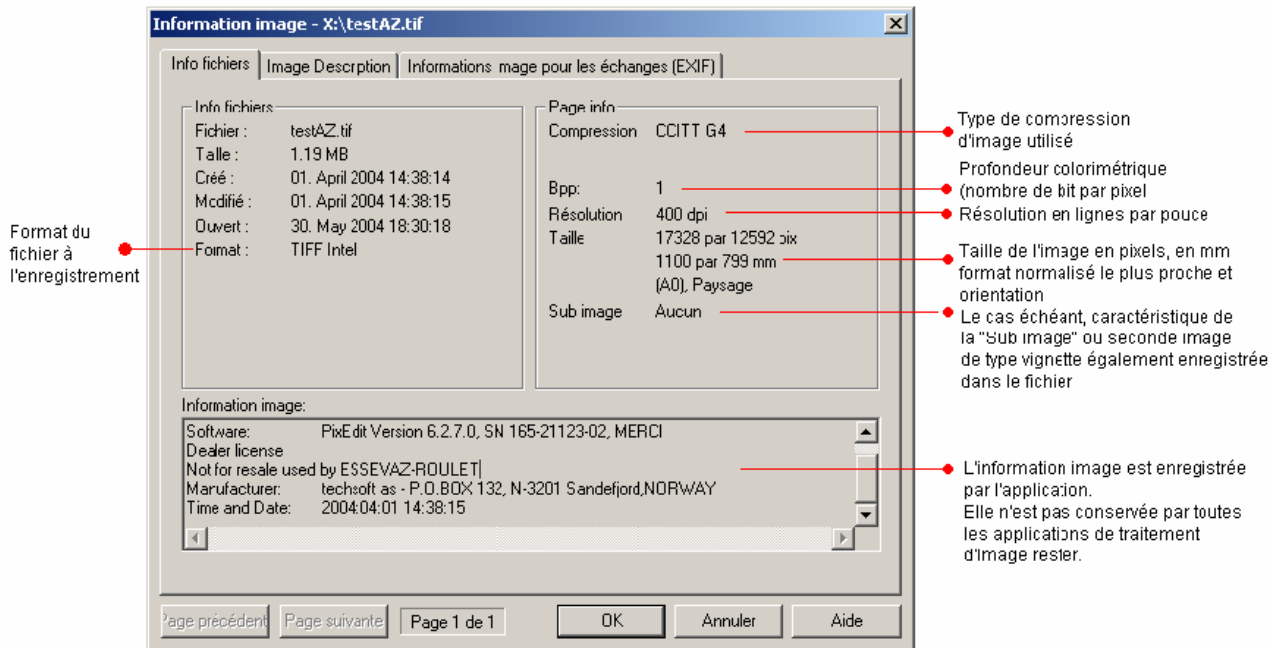 Information image - X:\testAZ.tif
Info fichiers
Image Descrption
Informations mage pour les échanges (EXIF)
Info fichiers
Fichier : testAZ.tif
Talle : 1.19 MB
Créé : 01. April 2004 14:38:14
Modifié : 01. April 2004 14:38:15
Ouvert : 30. May 2004 18:30:18
Format : TIFF Intel
Page info
Compression CCITT G4
Bpp: 1
Résolution 400 dpi
Taille 17328 par 12592 pix
1100 par 799 mm
(A0), Paysage
Sub image Aucun
Information image:
Software: PixEdit Version 6.2.7.0, SN 165-21123-02, MERCI
Dealer license
Not for resale used by ESSEVAZ-ROULET
Manufacturer: techsoft as - P.O.BOX 132, N-3201 Sandefjord,NORWAY
Time and Date: 2004:04:01 14:38:15
Page précédent
Page suivante
Page 1 de 1
OK
Annuler
Aide
Format du
fichier à
l'enregistrement
Type de compression
d'image utilisé
Profondeur colorimétrique
(nombre de bit par pixel
Résolution en lignes par pouce
Taille de l'image en pixels, en mm
format normalisé le plus proche et
orientation
Le cas échéant, caractéristique de
la "Sub image" ou seconde image
de type vignette également enregistrée
dans le fichier
L'information image est enregistrée
par l'application.
Elle n'est pas conservée par toutes
les applications de traitement
d'image rester.